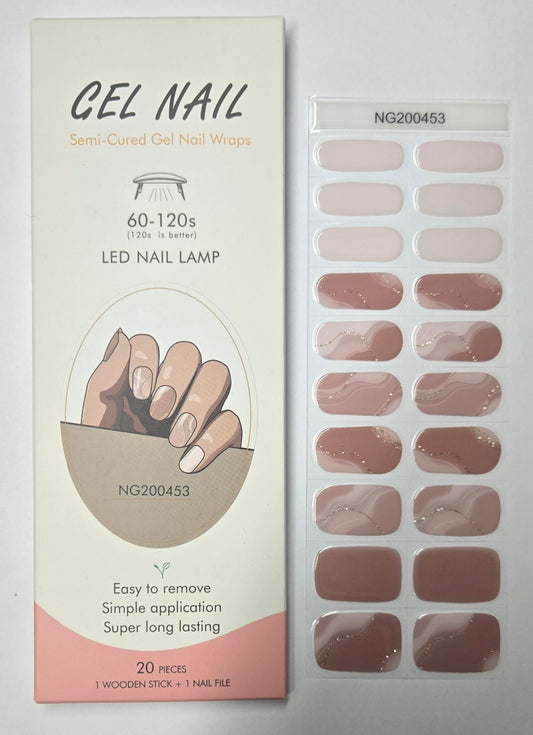 GEL NAIL
Semi-Cured Gel Nail Wraps
60-120s
(120s is better)
LED NAIL LAMP
NG200453
Easy to remove
Simple application
Super long lasting
20 PIECES
1 WOODEN STICK + 1 NAIL FILE
NG200453